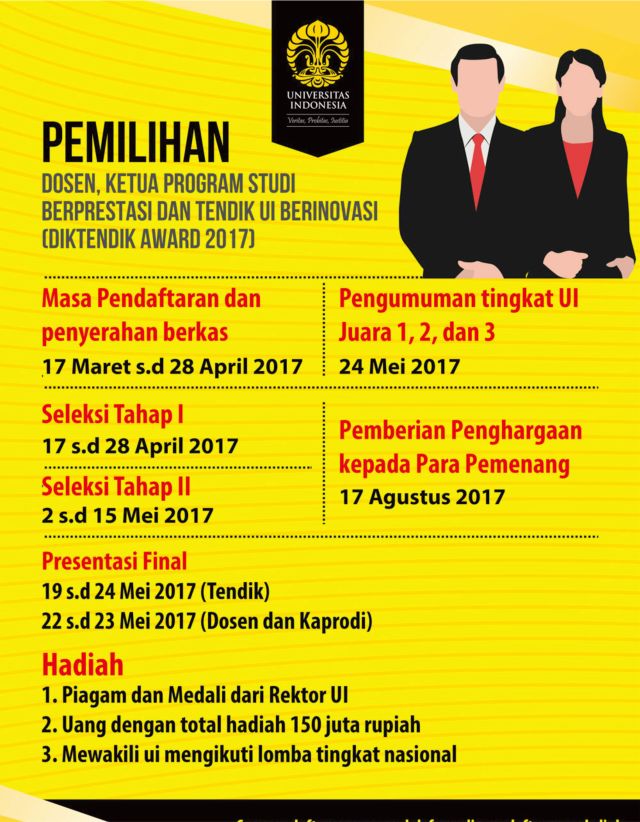 UNIVERSITAS
INDONESIA
Veritas, Probitas, Iustitia
PEMILIHAN
DOSEN, KETUA PROGRAM STUDI
BERPRESTASI DAN TENDIK UI BERINOVASI
(DIKTENDIK AWARD 2017)
Masa Pendaftaran dan
penyerahan berkas
17 Maret s.d 28 April 2017
Pengumuman tingkat UI
Juara 1, 2, dan 3
24 Mei 2017
Seleksi Tahap I
17 s.d 28 April 2017
Seleksi Tahap II
2 s.d 15 Mei 2017
Pemberian Penghargaan
kepada Para Pemenang
17 Agustus 2017
Presentasi Final
19 s.d 24 Mei 2017 (Tendik)
22 s.d 23 Mei 2017 (Dosen dan Kaprodi)
Hadiah
1. Piagam dan Medali dari Rektor UI
2. Uang dengan total hadiah 150 juta rupiah
3. Mewakili ui mengikuti lomba tingkat nasional